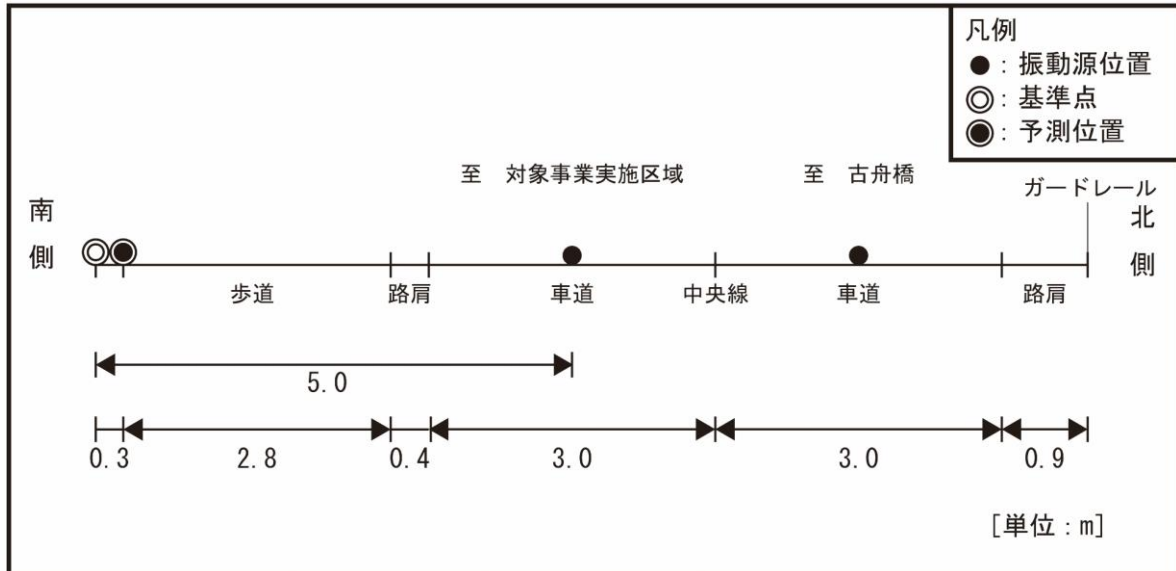 凡例
●：振動源位置
◎：基準点
：予測位置
至 対象事業実施区域
至 古舟橋
ガードレール
南側
北側
歩道
路肩
車道
中央線
車道
路肩
5.0
0.3
2.8
0.4
3.0
3.0
0.9
[単位：m]